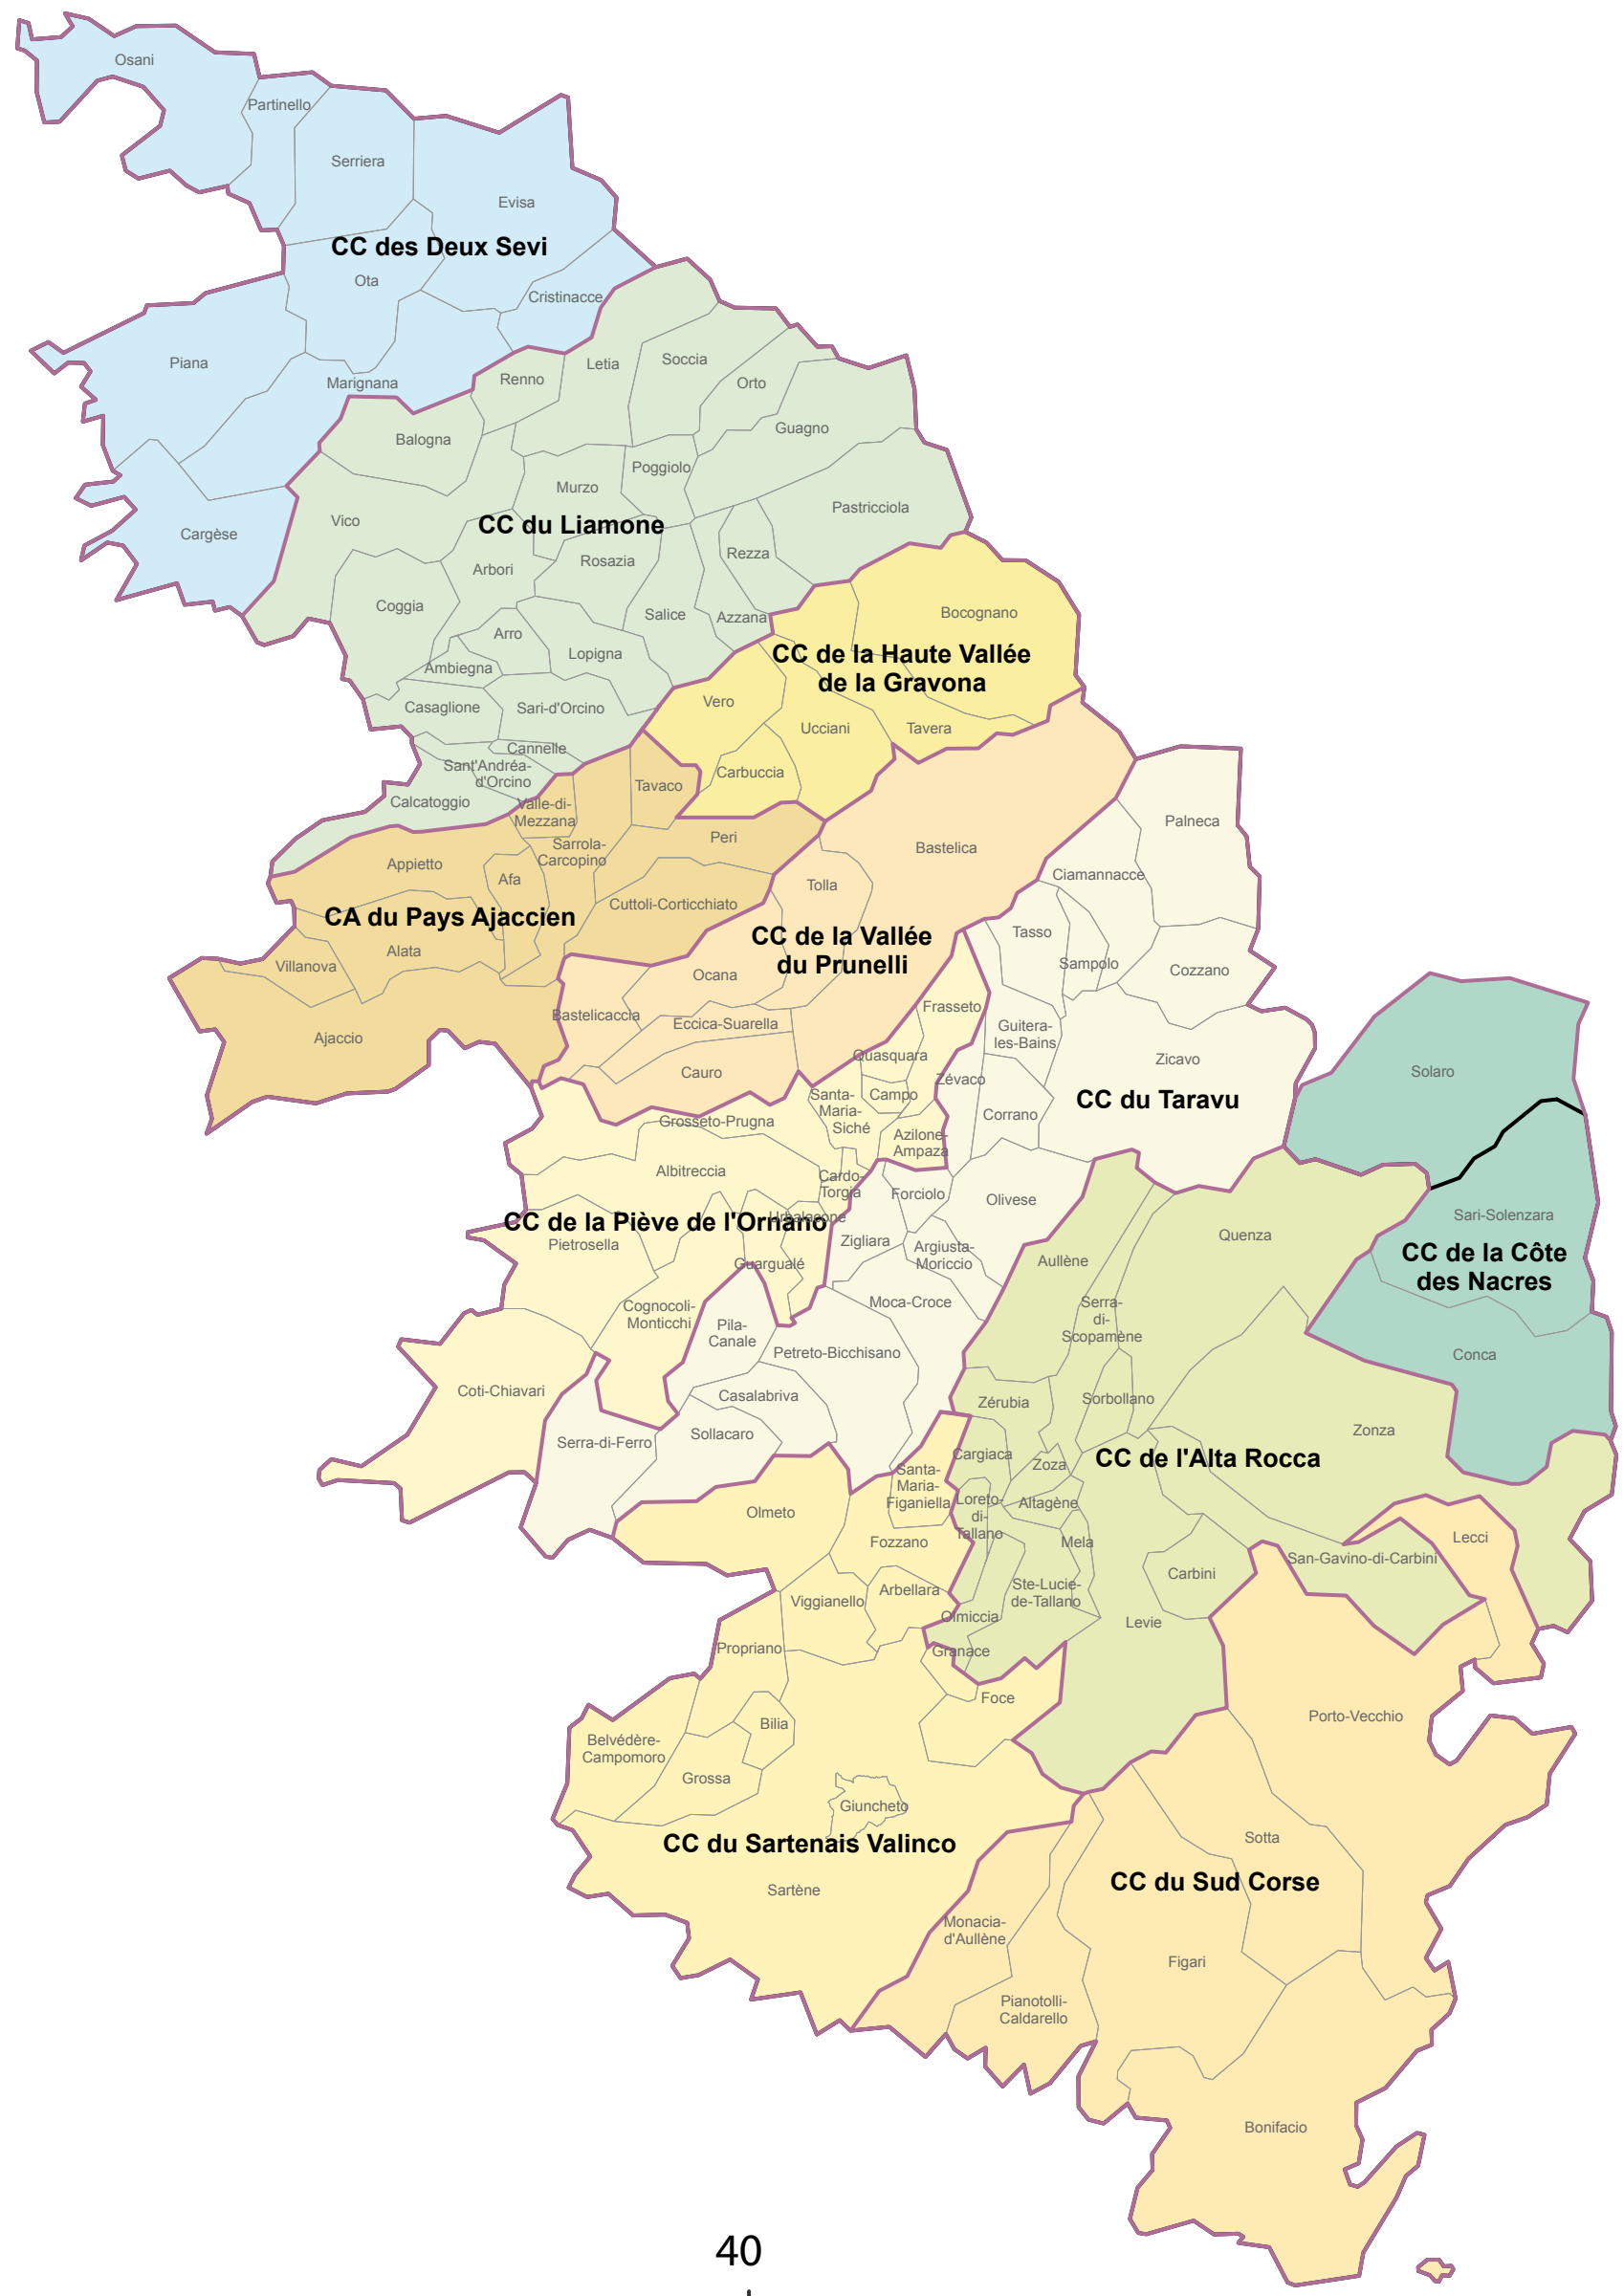 Osani
Partinello
Serriera
Evisa
CC des Deux Sevi
Ota
Cristinacce
Piana
Marignana
Cargèse
Letia
Soccia
Renno
Orto
Balogna
Guagno
Poggiolo
Murzo
Pastricciola
Vico
CC du Liamone
Rezza
Rosazia
Arbori
Coggia
Salice
Azzana
Arro
Lopigna
Ambiegna
Casaglione
Sari-d'Orcino
Cannelle
Sant'Andréa-
d'Orcino
Calcatoggio
Bocognano
CC de la Haute Vallée
de la Gravona
Vero
Ucciani
Tavera
Carbuccia
Tavaco
Valle-di-
Mezzana
Peri
Sarrola-
Carcopino
Appietto
Afa
Cuttoli-Corticchiato
CA du Pays Ajaccien
Alata
Villanova
Ajaccio
Bastelica
Tolla
CC de la Vallée
du Prunelli
Ocana
Bastelicaccia
Eccica-Suarella
Cauro
Palneca
Ciamannacce
Tasso
Sampolo
Cozzano
Guitera-
les-Bains
Zicavo
Zévaco
CC du Taravu
Corrano
Olivese
Forciolo
Zigliara
Argiusta-
Moriccio
Moca-Croce
Pila-
Canale
Petreto-Bicchisano
Casalabriva
Sollacaro
Serra-di-Ferro
Frasseto
Quasquara
Campo
Santa-
Maria-
Siché
Azilone-
Ampaza
Grosseto-Prugna
Albitreccia
Cardo-
Torgia
Urbalacone
CC de la Piève de l'Ornano
Pietrosella
Guargualé
Cognocoli-
Monticchi
Coti-Chiavari
Solaro
Sari-Solenzara
CC de la Côte
des Nacres
Conca
Quenza
Aullène
Serra-
di-
Scopamène
Zérubia
Sorbollano
Zonza
Cargiaca
Zoza
CC de l'Alta Rocca
Loreto-
di-
Tallano
Altagène
Mela
San-Gavino-di-Carbini
Carbini
Ste-Lucie-
de-Tallano
Olmiccia
Levie
Santa-
Maria-
Figaniella
Olmeto
Fozzano
Arbellara
Viggianello
Propriano
Granace
Foce
Bilia
Belvédère-
Campomoro
Grossa
Giuncheto
CC du Sartenais Valinco
Sartène
Lecci
Porto-Vecchio
Sotta
CC du Sud Corse
Monacia-
d'Aullène
Figari
Pianotolli-
Caldarello
Bonifacio
40